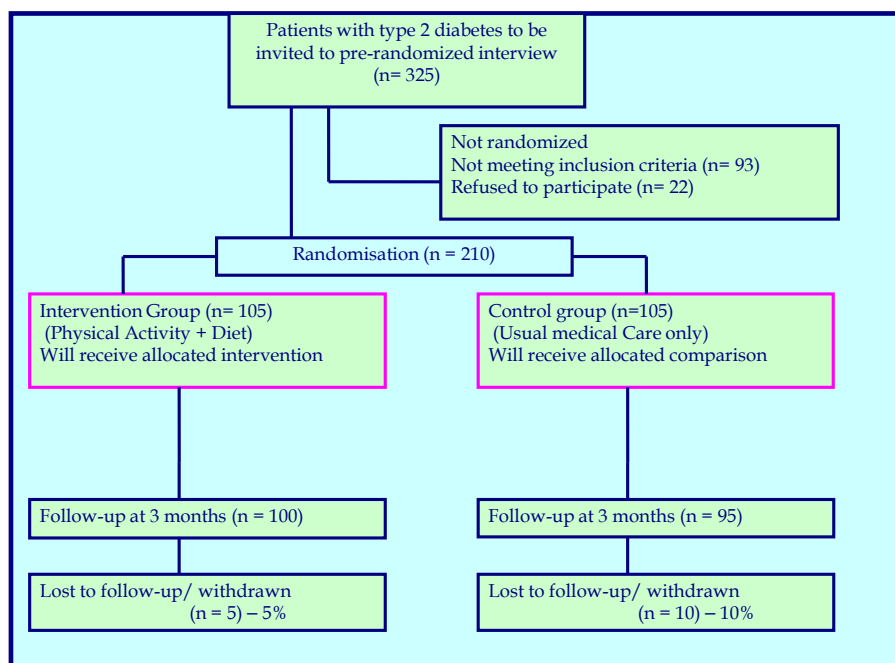 Patients with type 2 diabetes to be
invited to pre-randomized interview
(n= 325)
Not randomized
Not meeting inclusion criteria (n= 93)
Refused to participate (n= 22)
Randomisation (n = 210)
Intervention Group (n= 105)
(Physical Activity + Diet)
Will receive allocated intervention
Control group (n=105)
(Usual medical Care only)
Will receive allocated comparison
Follow-up at 3 months (n = 100)
Follow-up at 3 months (n = 95)
Lost to follow-up/ withdrawn
(n = 5) – 5%
Lost to follow-up/ withdrawn
(n = 10) – 10%